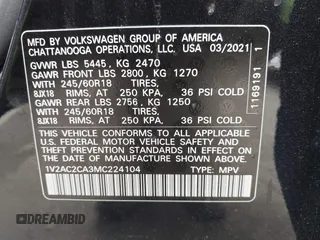 MFD BY VOLKSWAGEN GROUP OF AMERICA
CHATTANOOGA OPERATIONS, LLC. USA 03/2021
GVWR LBS 5445, KG 2470
GAWR FRONT LBS 2800, KG 1270
245/60R18 TIRES,
8JX18 RIMS, AT 250 KPA, 36 PSI COLD
GAWR REAR LBS 2756, KG 1250
245/60R18 TIRES,
8JX18 RIMS, AT 250 KPA, 36 PSI COLD
THIS VEHICLE CONFORMS TO ALL APPLICABLE
FEDERAL MOTOR VEHICLE SAFETY AND
THEFT PREVENTION STANDARDS IN EFFECT ON
THE DATE OF MANUFACTURE SHOWN ABOVE
1V2AC2CA3MC224104 TYPE: MPV
1169191 1
DREAMBID